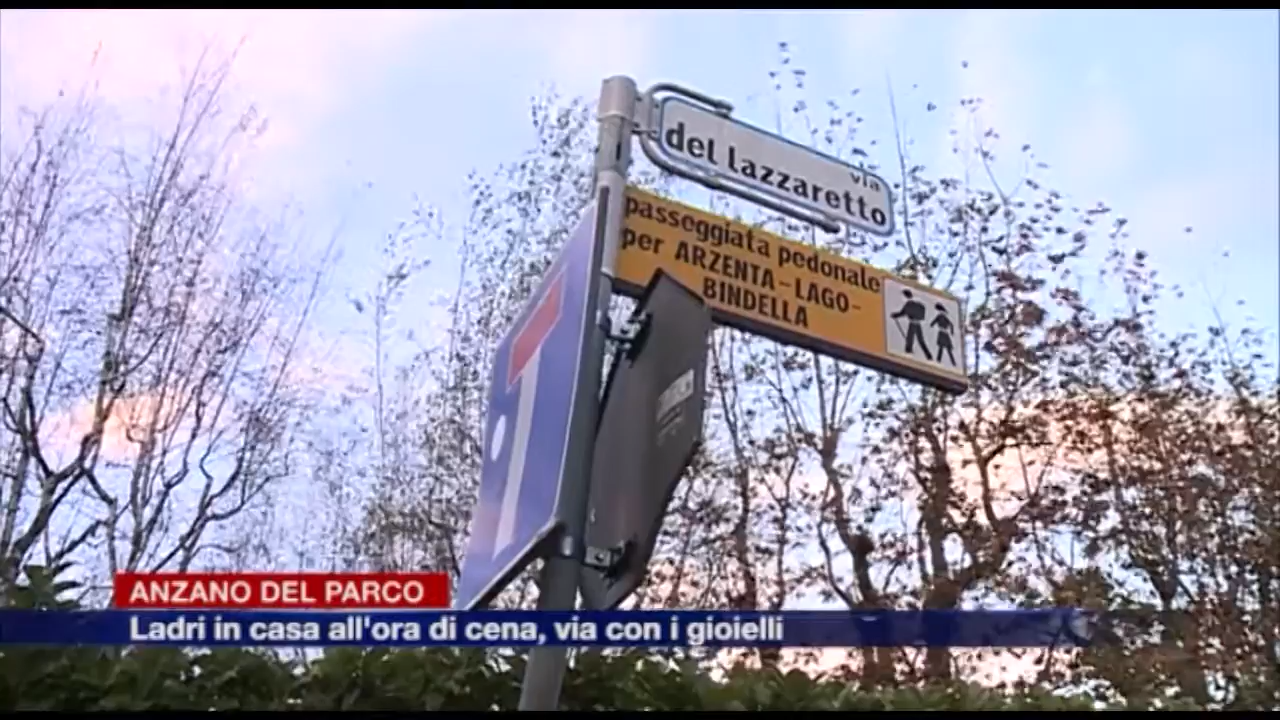 via
del Lazzaretto
passeggiata pedonale
per ARZENTA-LAGO-
BINDELLA
ANZANO DEL PARCO
Ladri in casa all'ora di cena, via con i gioielli